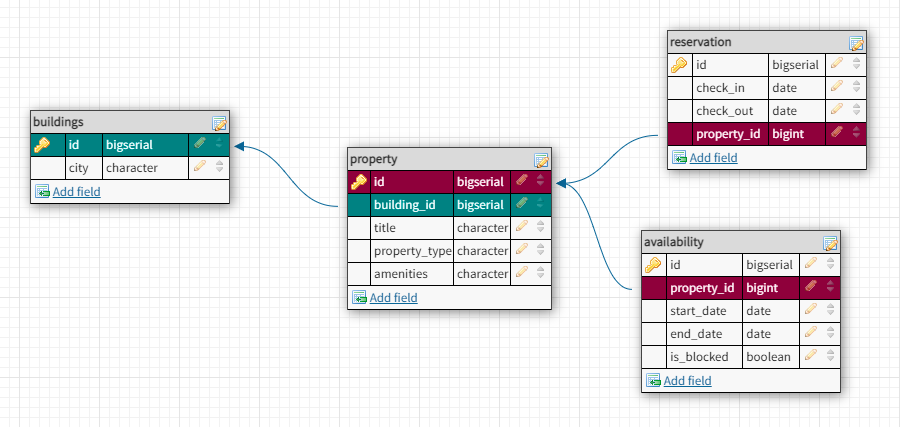 buildings
id bigserial
city character
Add field
property
id bigserial
building_id bigserial
title character
property_type character
amenities character
Add field
reservation
id bigserial
check_in date
check_out date
property_id bigint
Add field
availability
id bigserial
property_id bigint
start_date date
end_date date
is_blocked boolean
Add field